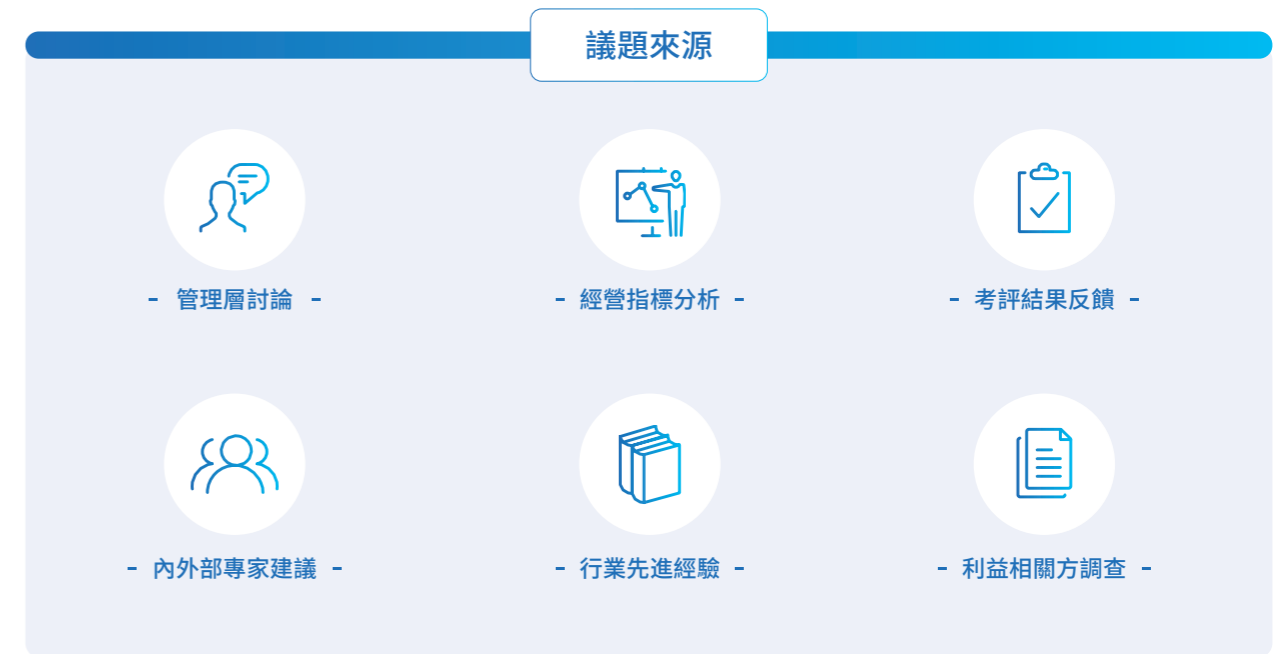 議題來源
- 管理層討論 -
- 經營指標分析 -
- 考評結果反饋 -
- 內外部專家建議 -
- 行業先進經驗 -
- 利益相關方調查 -